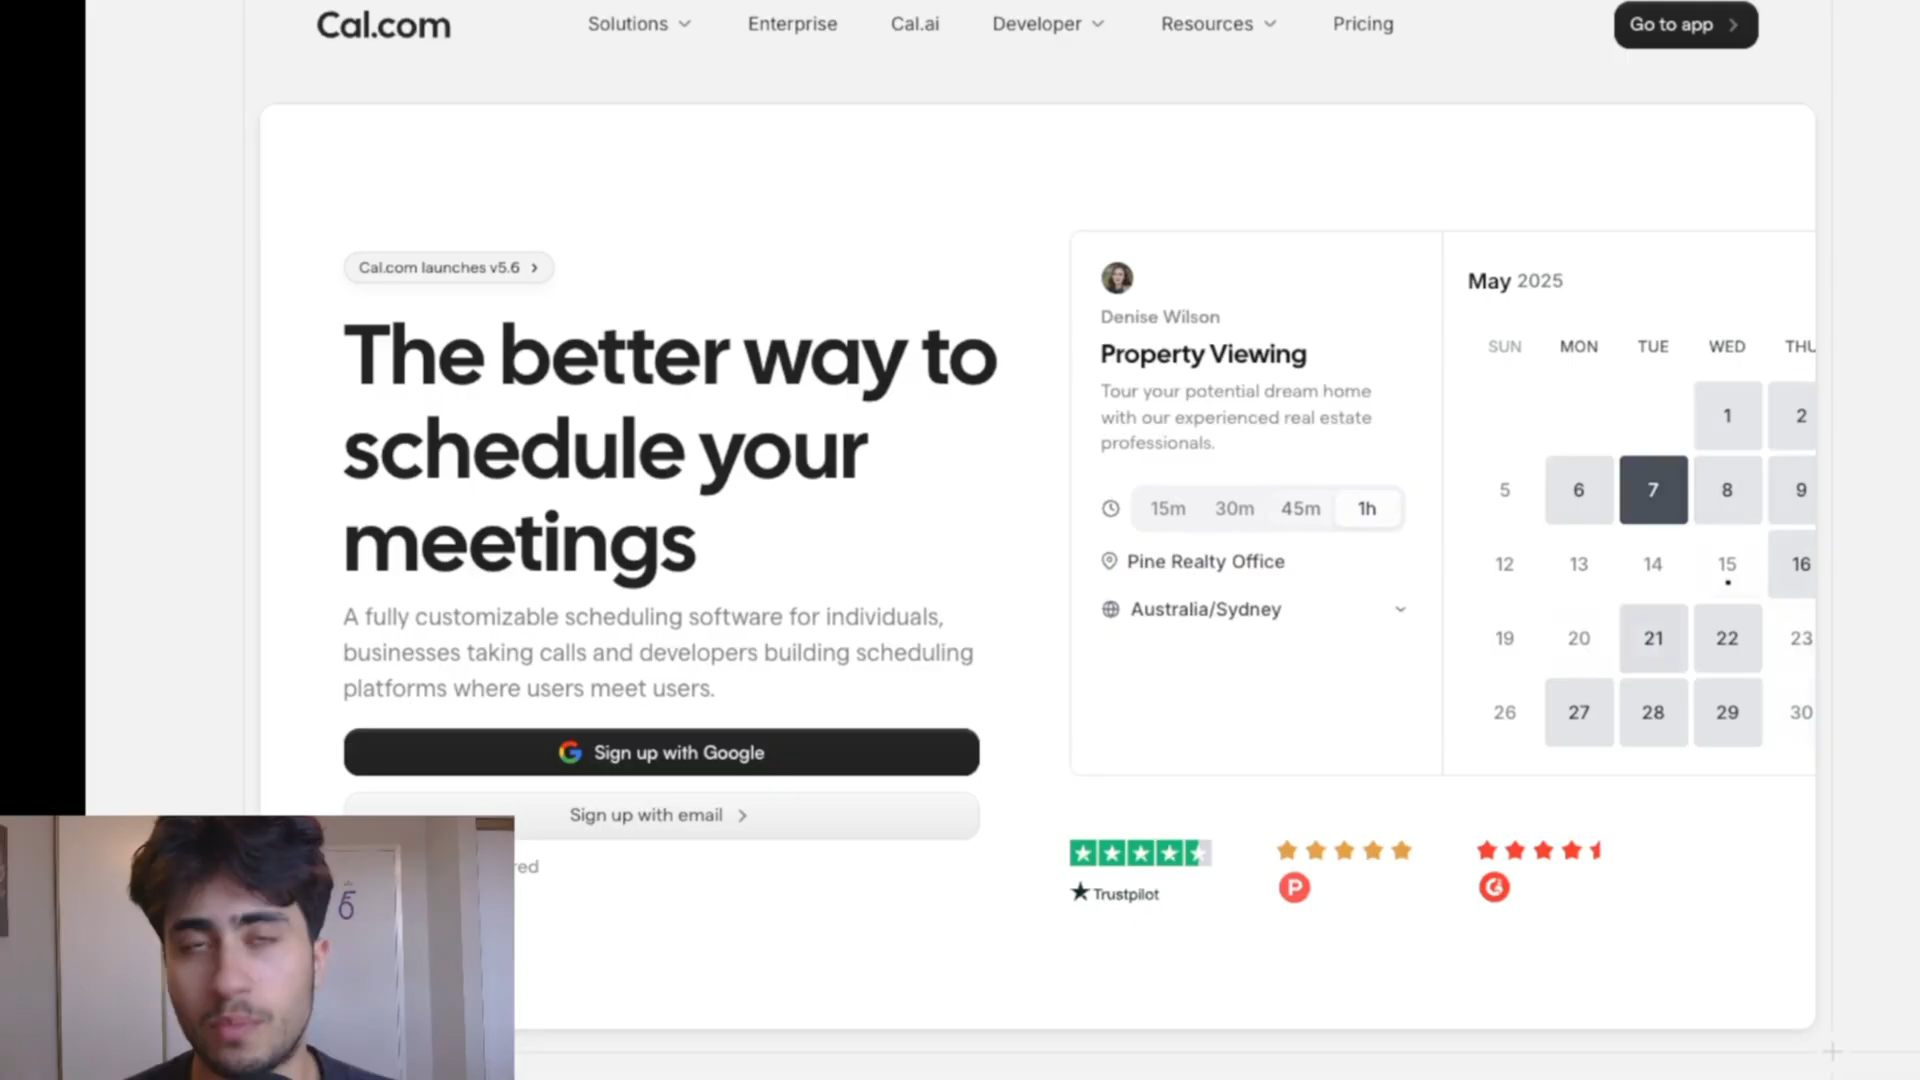 Cal.com
Solutions
Enterprise
Cal.ai
Developer
Resources
Pricing
Go to app
Cal.com launches v5.6
The better way to
schedule your
meetings
A fully customizable scheduling software for individuals,
businesses taking calls and developers building scheduling
platforms where users meet users.
Sign up with Google
Sign up with email
red
Denise Wilson
Property Viewing
Tour your potential dream home
with our experienced real estate
professionals.
15m 30m 45m 1h
Pine Realty Office
Australia/Sydney
May 2025
SUN MON TUE WED THU
1 2
5 6 7 8 9
12 13 14 15 16
19 20 21 22 23
26 27 28 29 30
Trustpilot
P
G